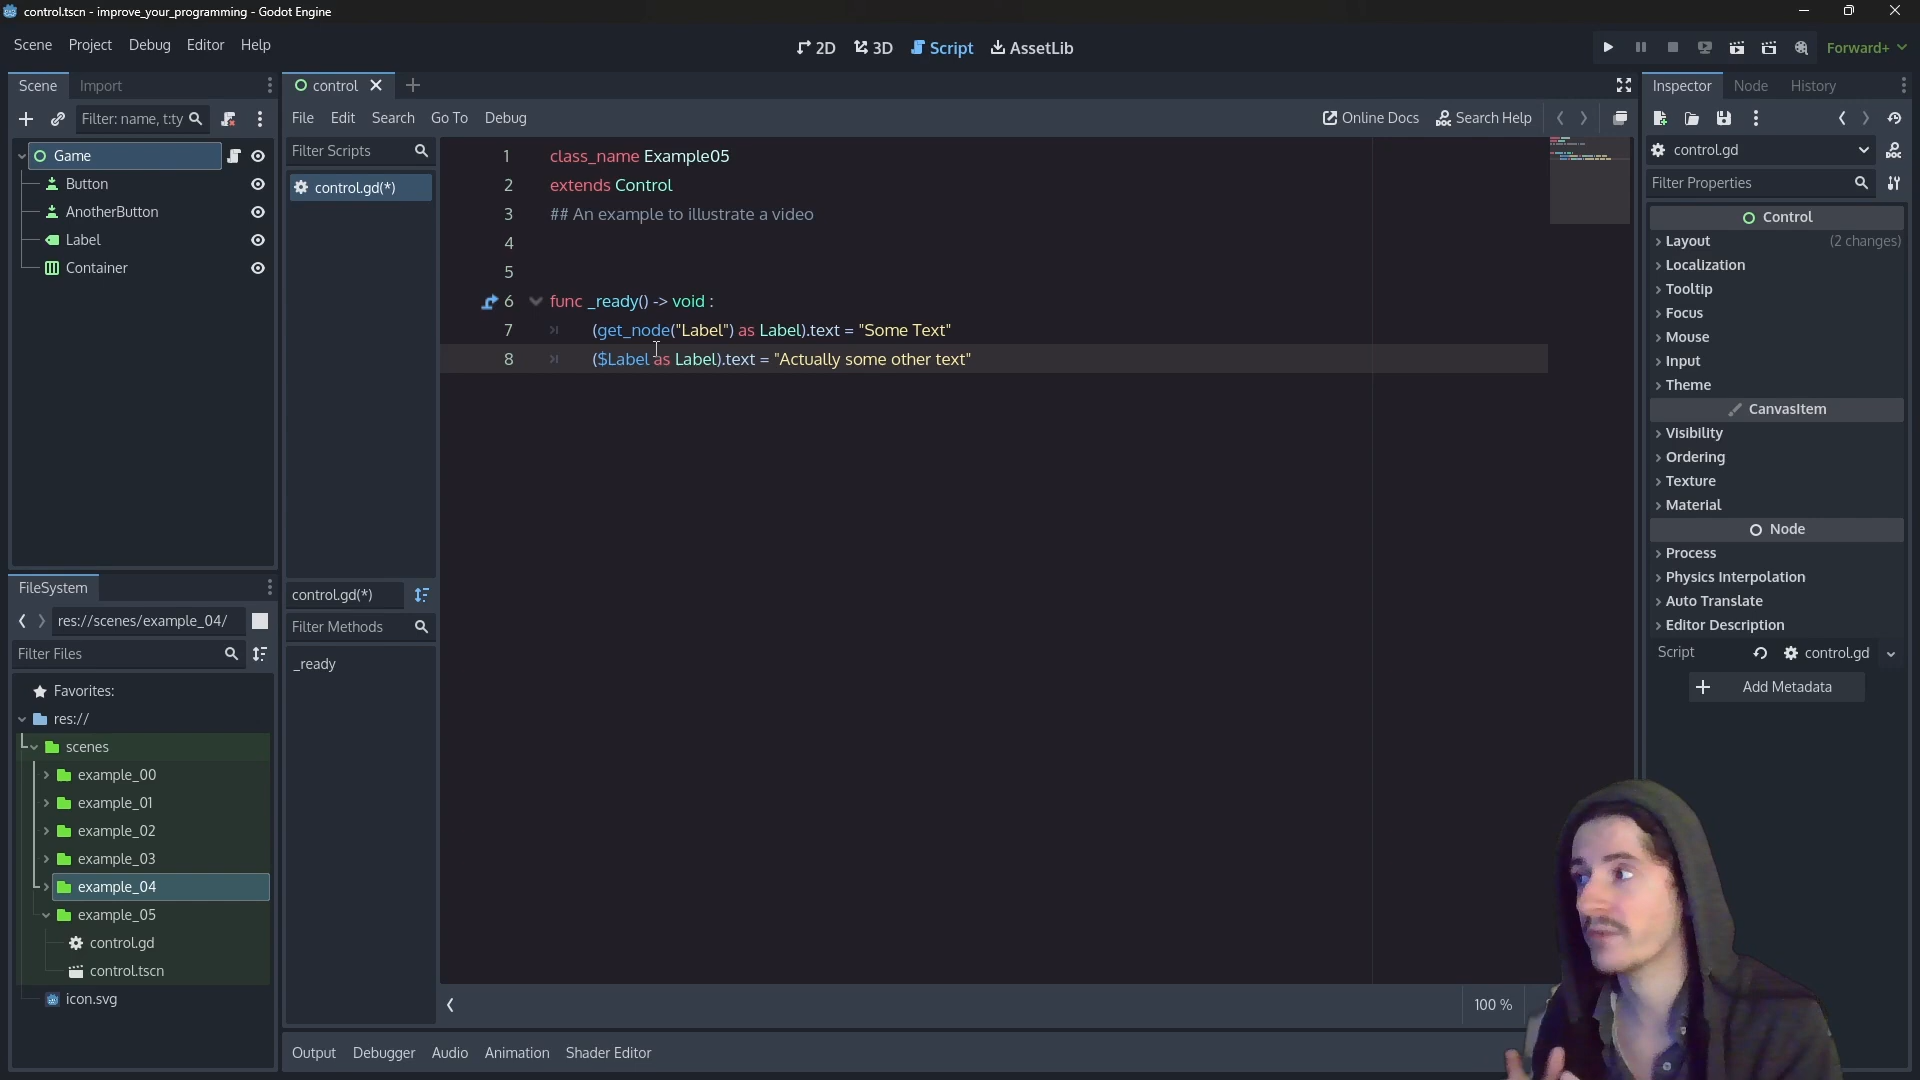 control.tscn - improve_your_programming - Godot Engine
Scene Project Debug Editor Help
2D 3D Script AssetLib
Forward+
Scene Import
Filter: name, t:ty
Game
Button
AnotherButton
Label
Container
FileSystem
res://scenes/example_04/
Filter Files
Favorites:
res://
scenes
example_00
example_01
example_02
example_03
example_04
example_05
control.gd
control.tscn
icon.svg
control
File Edit Search Go To Debug
Online Docs Search Help
Filter Scripts
control.gd(*)
control.gd(*)
Filter Methods
_ready
1 class_name Example05
2 extends Control
3 ## An example to illustrate a video
4
5
6 func _ready() -> void :
7 (get_node("Label") as Label).text = "Some Text"
8 ($Label as Label).text = "Actually some other text"
100 %
Output Debugger Audio Animation Shader Editor
Inspector Node History
control.gd
Filter Properties
Control
Layout (2 changes)
Localization
Tooltip
Focus
Mouse
Input
Theme
CanvasItem
Visibility
Ordering
Texture
Material
Node
Process
Physics Interpolation
Auto Translate
Editor Description
Script control.gd
Add Metadata